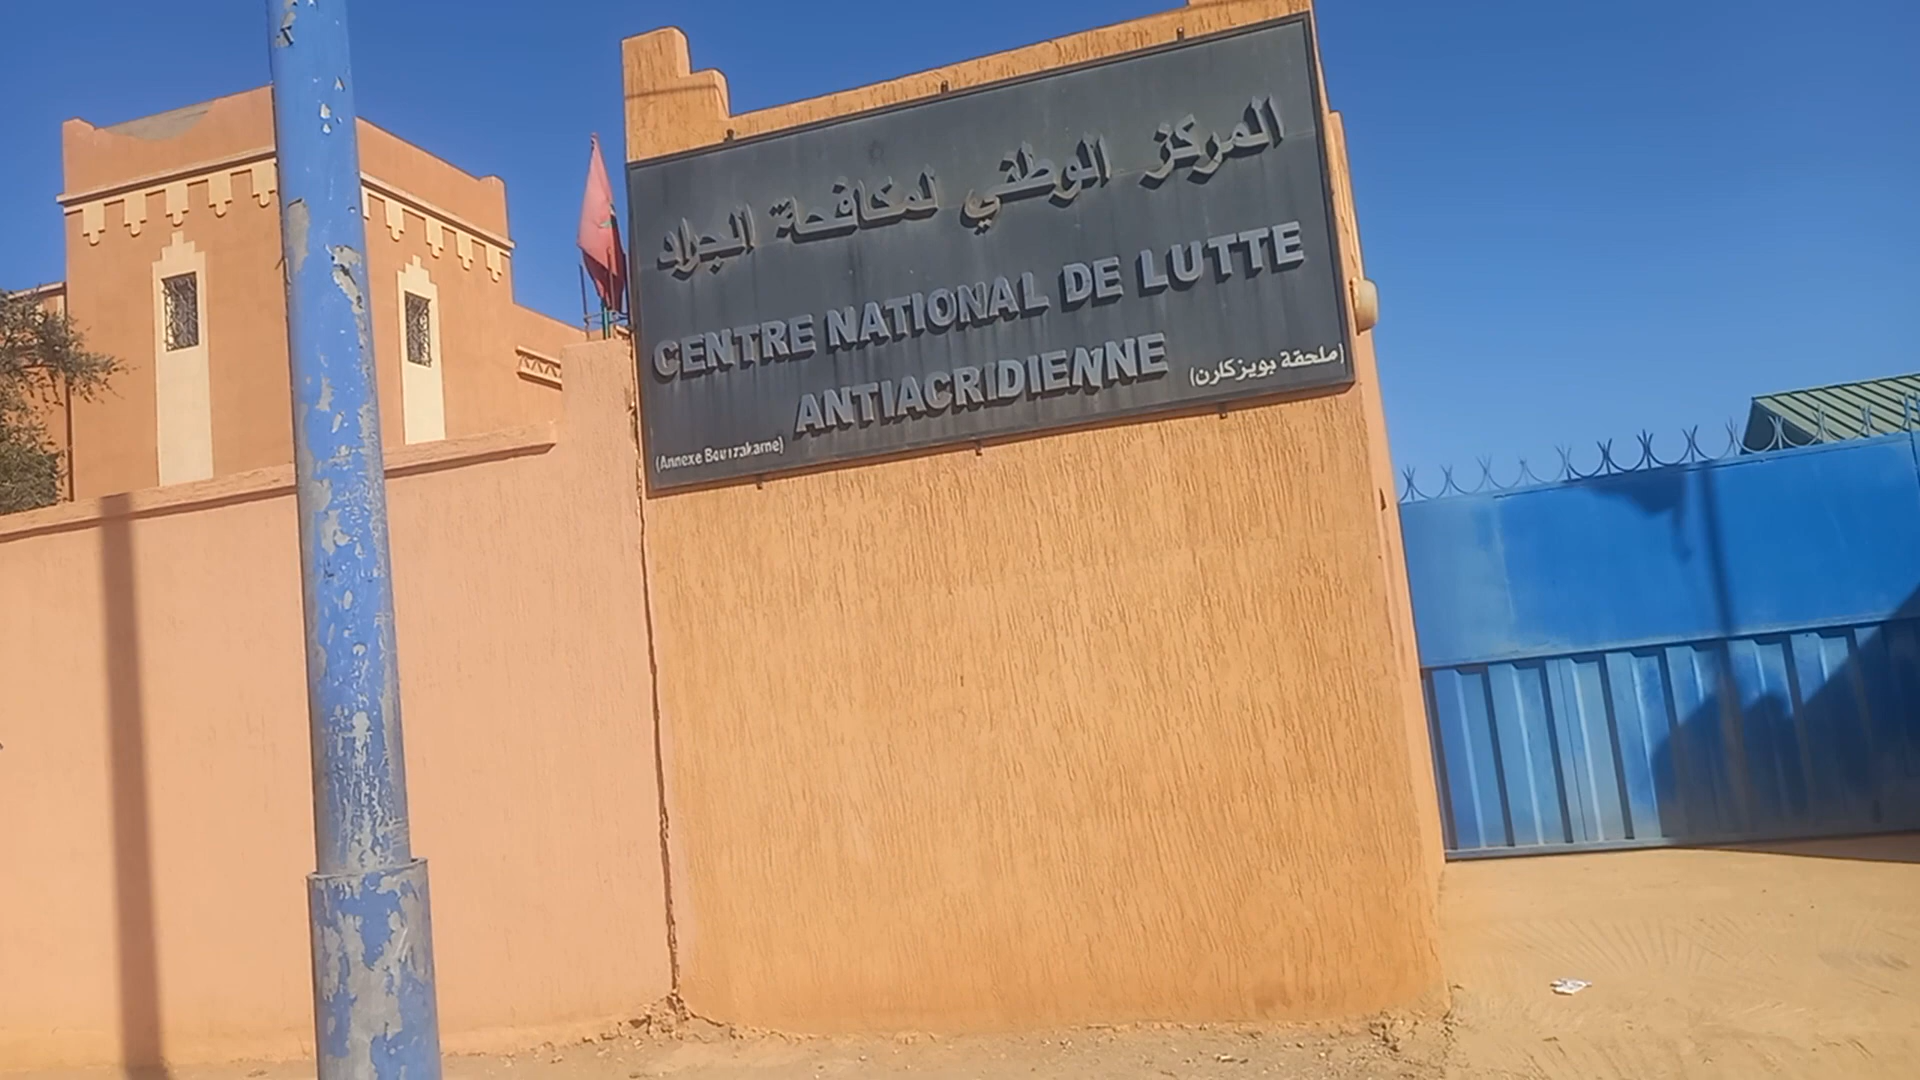 المركز الوطني لمكافحة الجراد
CENTRE NATIONAL DE LUTTE
ANTIACRIDIENNE
(ملحقة بويزكارن)
(Annexe Bouizakarne)